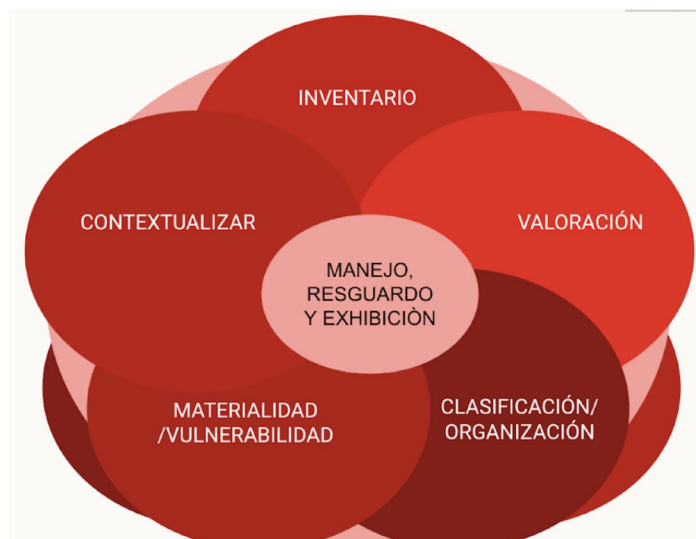 INVENTARIO
CONTEXTUALIZAR
VALORACIÓN
MANEJO,
RESGUARDO
Y EXHIBICIÒN
MATERIALIDAD
/VULNERABILIDAD
CLASIFICACIÓN/
ORGANIZACIÓN